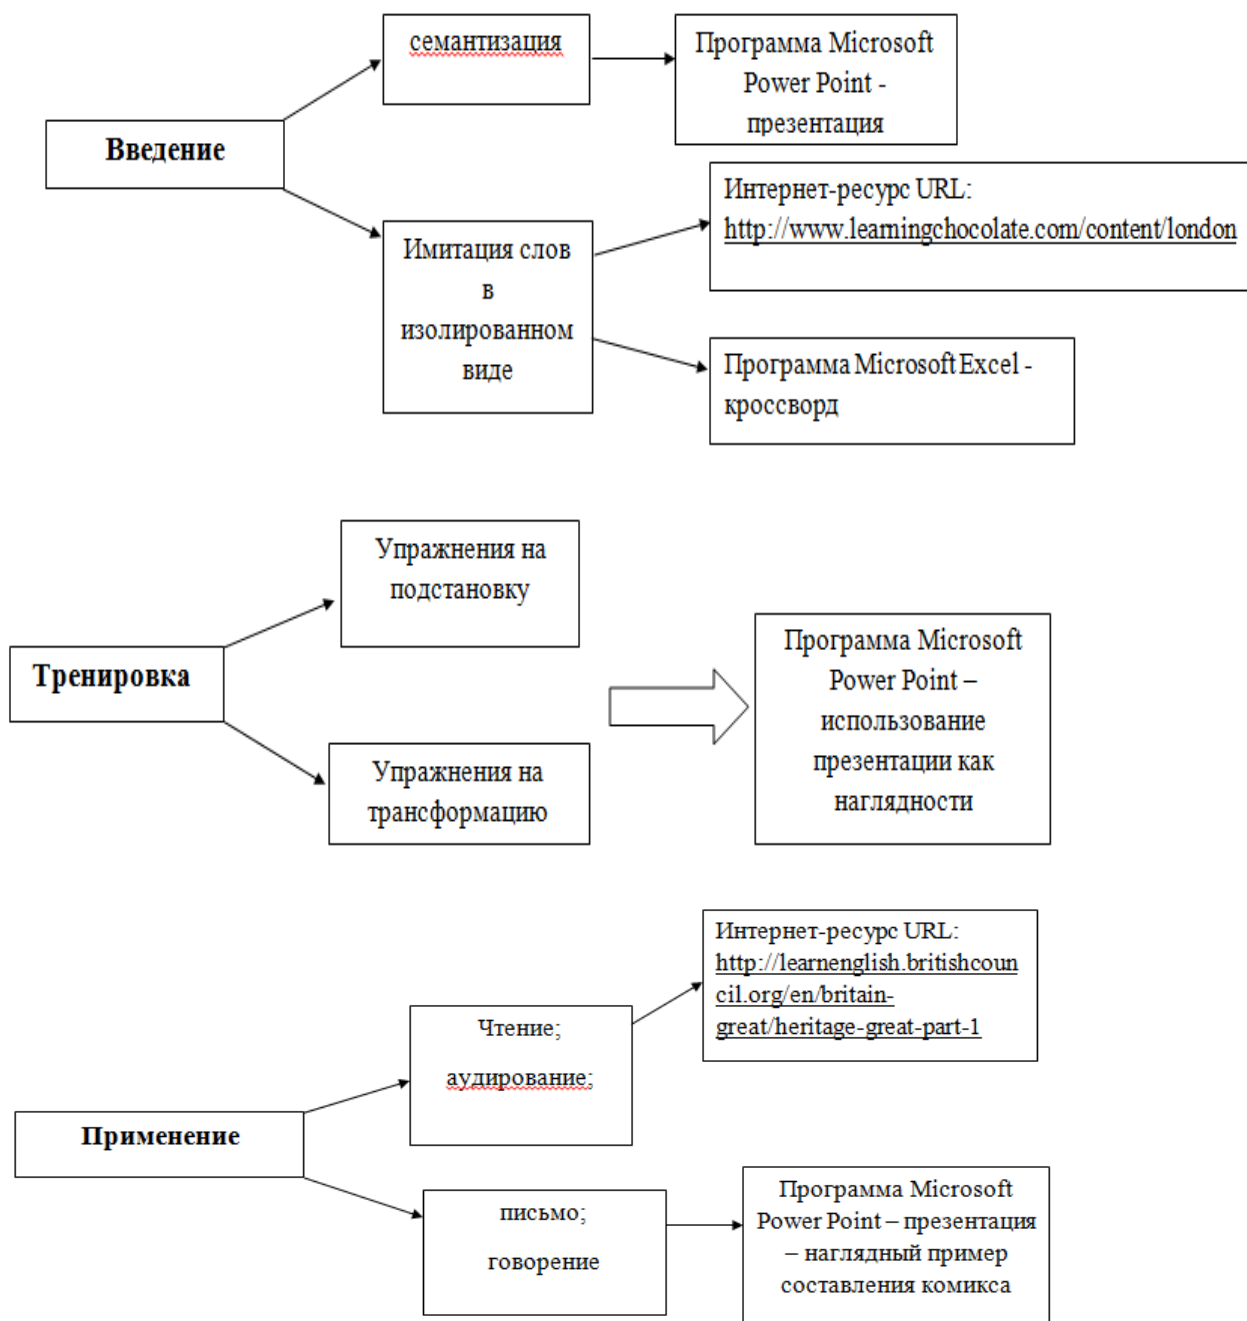 семантизация
Программа Microsoft
Power Point -
презентация
Введение
Интернет-ресурс URL:
http://www.learningchocolate.com/content/london
Имитация слов
в
изолированном
виде
Программа Microsoft Excel -
кроссворд
Упражнения на
подстановку
Тренировка
Программа Microsoft
Power Point –
использование
презентации как
наглядности
Упражнения на
трансформацию
Интернет-ресурс URL:
http://learnenglish.britishcoun
cil.org/en/britain-
great/heritage-great-part-1
Чтение;
аудирование;
Применение
письмо;
говорение
Программа Microsoft
Power Point – презентация
– наглядный пример
составления комикса